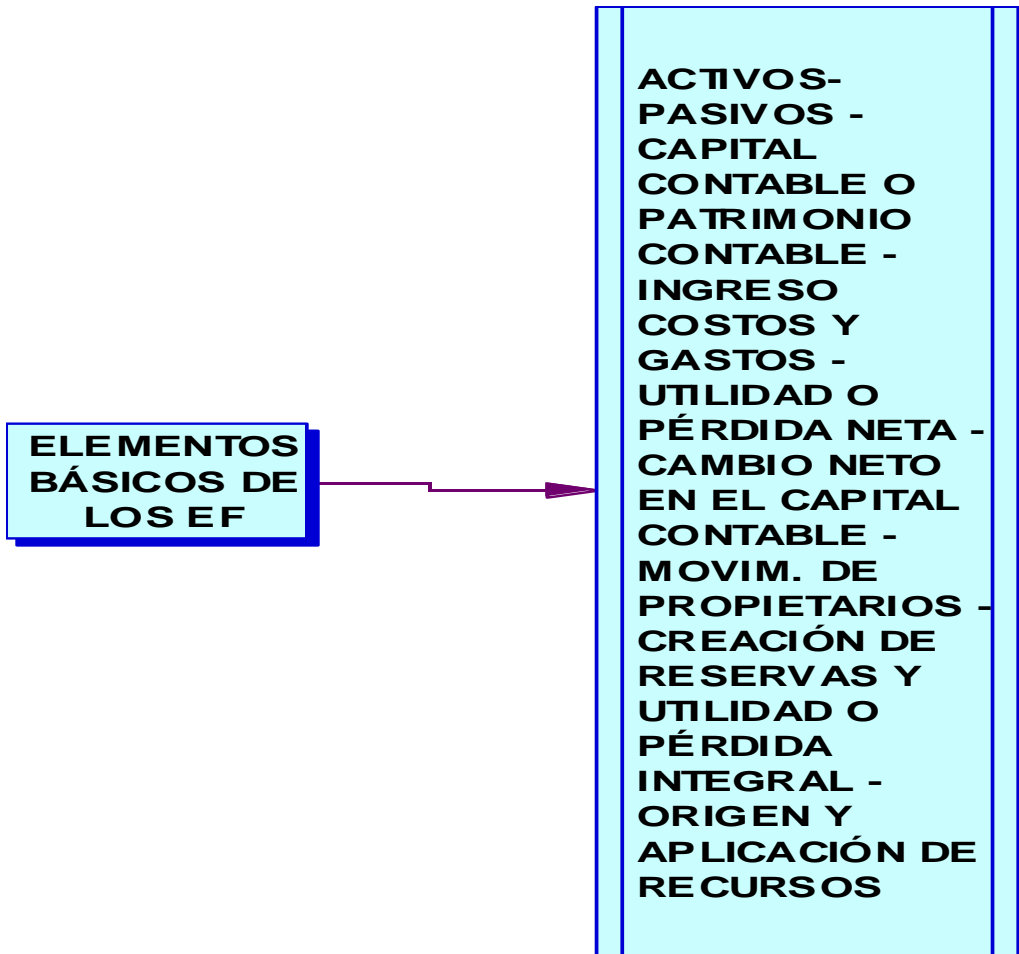 ELEMENTOS
BÁSICOS DE
LOS EF
ACTIVOS-
PASIVOS -
CAPITAL
CONTABLE O
PATRIMONIO
CONTABLE -
INGRESO
COSTOS Y
GASTOS -
UTILIDAD O
PÉRDIDA NETA -
CAMBIO NETO
EN EL CAPITAL
CONTABLE -
MOVIM. DE
PROPIETARIOS -
CREACIÓN DE
RESERVAS Y
UTILIDAD O
PÉRDIDA
INTEGRAL -
ORIGEN Y
APLICACIÓN DE
RECURSOS